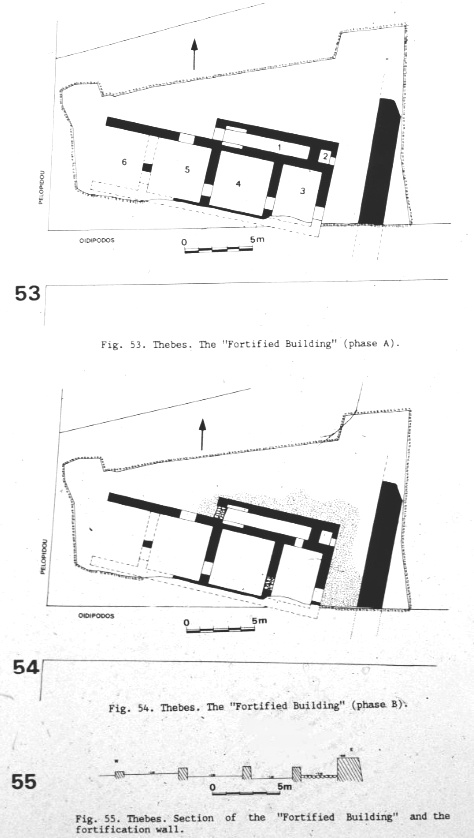 1
2
3
4
5
6
PELOPIDOU
OIDIPODOS
0 5m
53
Fig. 53. Thebes. The "Fortified Building" (phase A).
PELOPIDOU
OIDIPODOS
0 5m
54
Fig. 54. Thebes. The "Fortified Building" (phase B).
55
0 5m
Fig. 55. Thebes. Section of the "Fortified Building" and the
fortification wall.